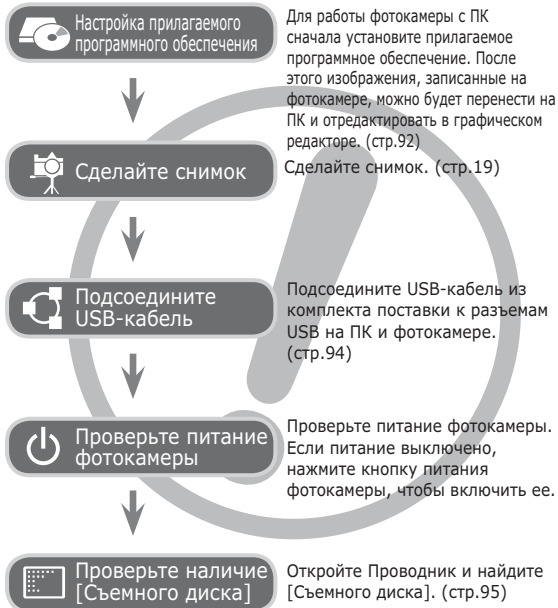 Настройка прилагаемого
программного обеспечения
Для работы фотокамеры с ПК
сначала установите прилагаемое
программное обеспечение. После
этого изображения, записанные на
фотокамере, можно будет перенести на
ПК и отредактировать в графическом
редакторе. (стр.92)
Сделайте снимок
Сделайте снимок. (стр.19)
Подсоедините
USB-кабель
Подсоедините USB-кабель из
комплекта поставки к разъемам
USB на ПК и фотокамере.
(стр.94)
Проверьте питание
фотокамеры
Проверьте питание фотокамеры.
Если питание выключено,
нажмите кнопку питания
фотокамеры, чтобы включить ее.
Проверьте наличие
[Съемного диска]
Откройте Проводник и найдите
[Съемного диска]. (стр.95)